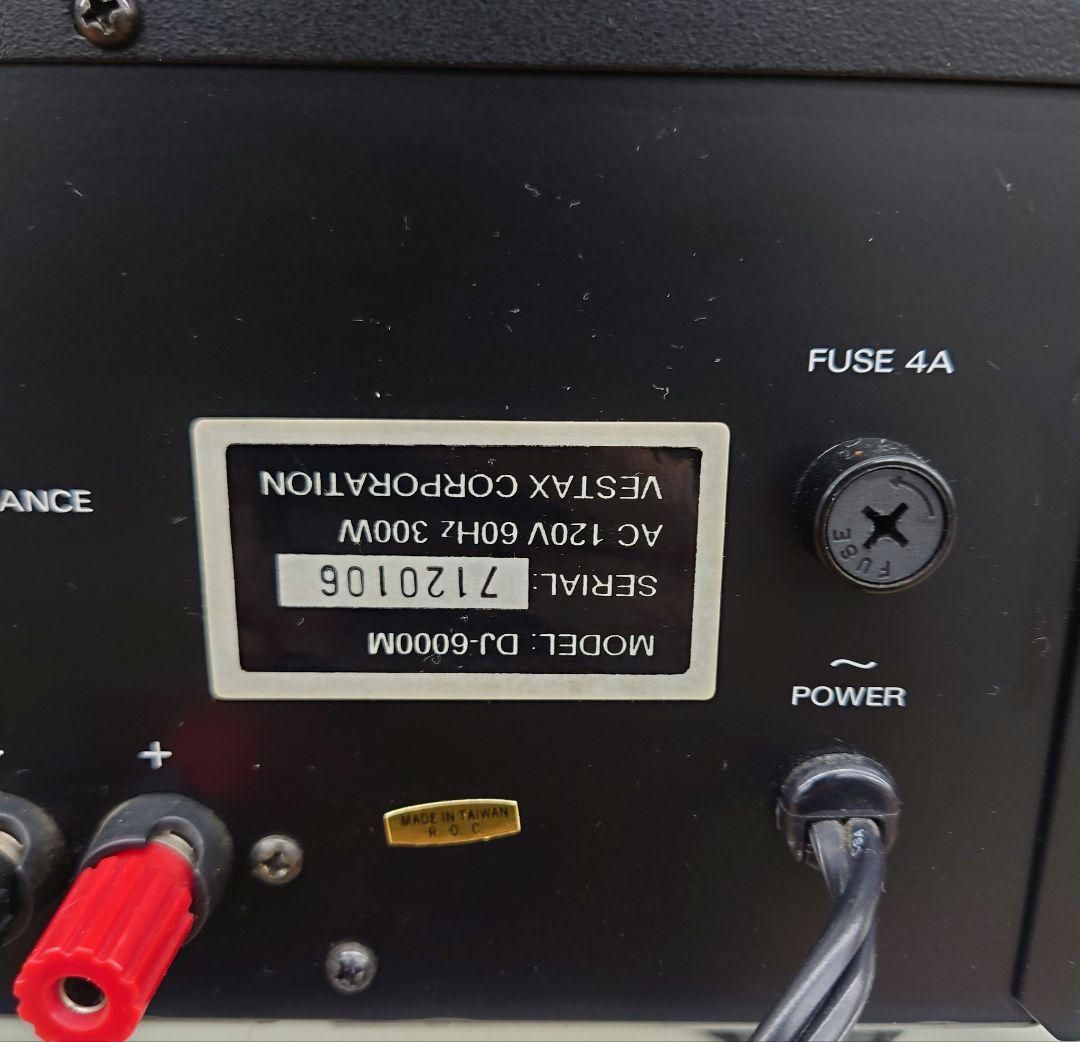 FUSE 4A
ANCE
MODEL: DJ-6000M
SERIAL: 7120106
AC 120V 60Hz 300W
VESTAX CORPORATION
FUSE
~
POWER
+
MADE IN TAIWAN
R. O. C.